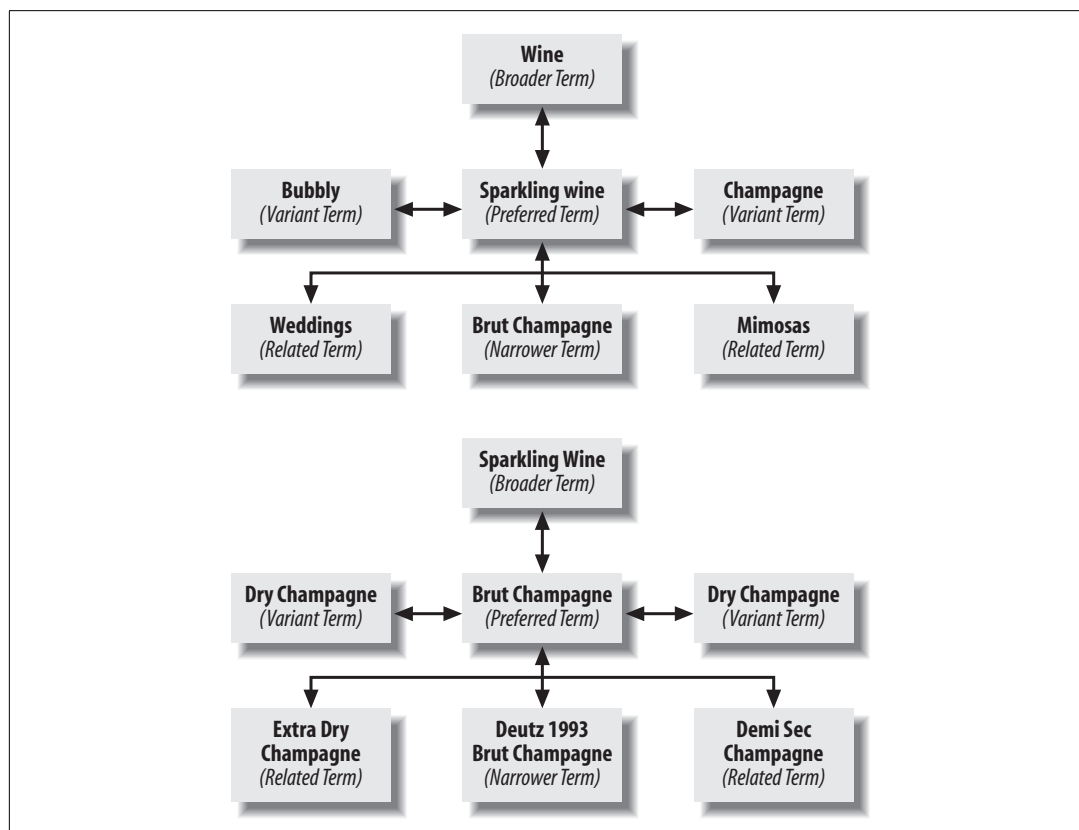 Wine
(Broader Term)
Bubbly
(Variant Term)
Sparkling wine
(Preferred Term)
Champagne
(Variant Term)
Weddings
(Related Term)
Brut Champagne
(Narrower Term)
Mimosas
(Related Term)
Sparkling Wine
(Broader Term)
Dry Champagne
(Variant Term)
Brut Champagne
(Preferred Term)
Dry Champagne
(Variant Term)
Extra Dry
Champagne
(Related Term)
Deutz 1993
Brut Champagne
(Narrower Term)
Demi Sec
Champagne
(Related Term)